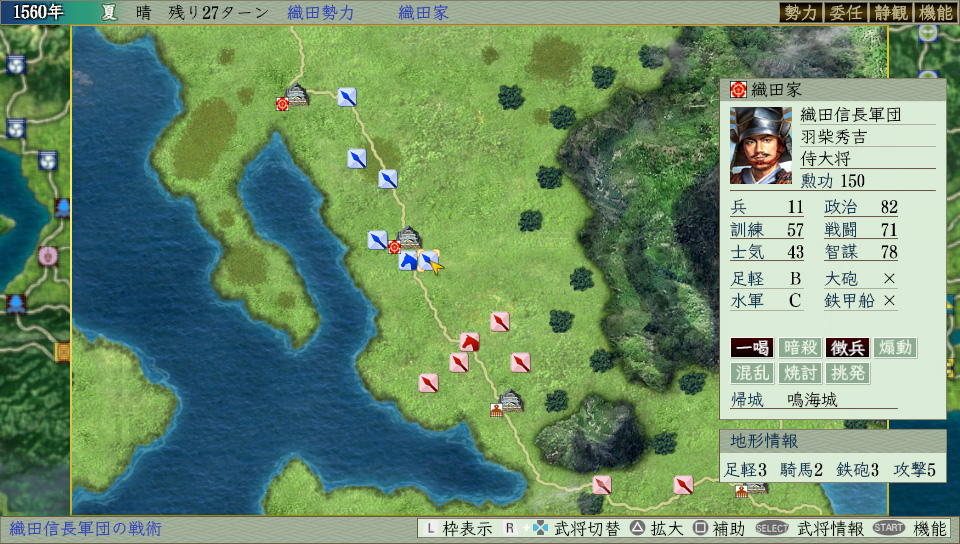 1560年 夏 晴 残り27ターン 織田勢力 織田家 勢力 委任 静観 機能
織田家
織田信長軍団
羽柴秀吉
侍大将
勲功 150
兵 11 政治 82
訓練 57 戦闘 71
士気 43 智謀 78
足軽 B 大砲 ×
水軍 C 鉄甲船 ×
一喝 暗殺 徴兵 煽動
混乱 焼討 挑発
帰城 鳴海城
地形情報
足軽3 騎馬2 鉄砲3 攻撃5
織田信長軍団の戦術 L 枠表示 R + 武将切替 拡大 補助 SELECT 武将情報 START 機能